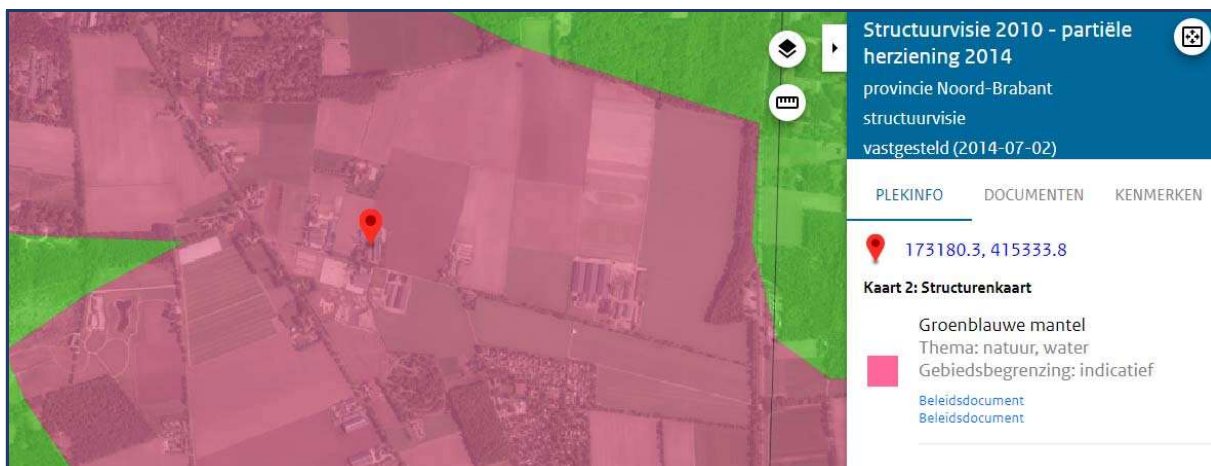 Structuurvisie 2010 - partiële
herziening 2014
provincie Noord-Brabant
structuurvisie
vastgesteld (2014-07-02)
PLEKINFO DOCUMENTEN KENMERKEN
173180.3, 415333.8
Kaart 2: Structurenkaart
Groenblauwe mantel
Thema: natuur, water
Gebiedsbegrenzing: indicatief
Beleidsdocument
Beleidsdocument